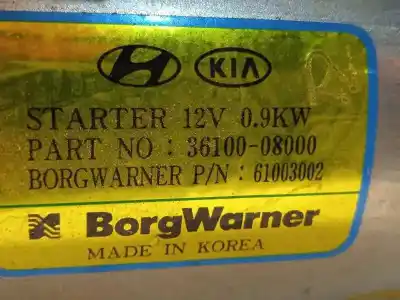 KIA
STARTER 12V 0.9KW
PART NO : 36100-08000
BORGWARNER P/N : 61003002
BorgWarner
MADE IN KOREA